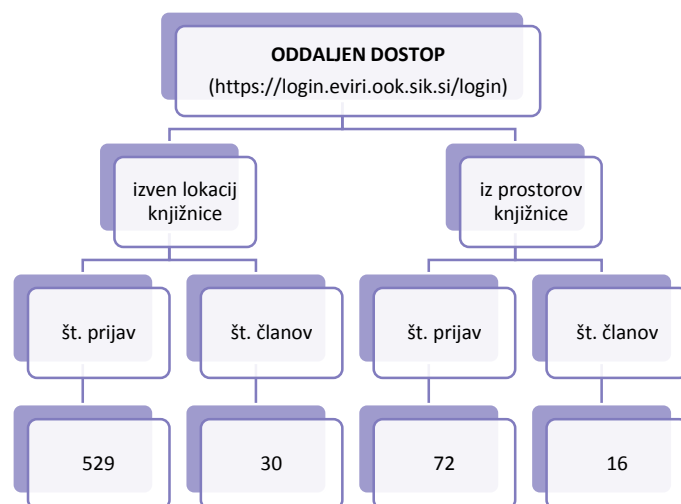 ODDALJEN DOSTOP
(https://login.eviri.ook.sik.si/login)
izven lokacij
knjižnice
iz prostorov
knjižnice
št. prijav
št. članov
št. prijav
št. članov
529
30
72
16